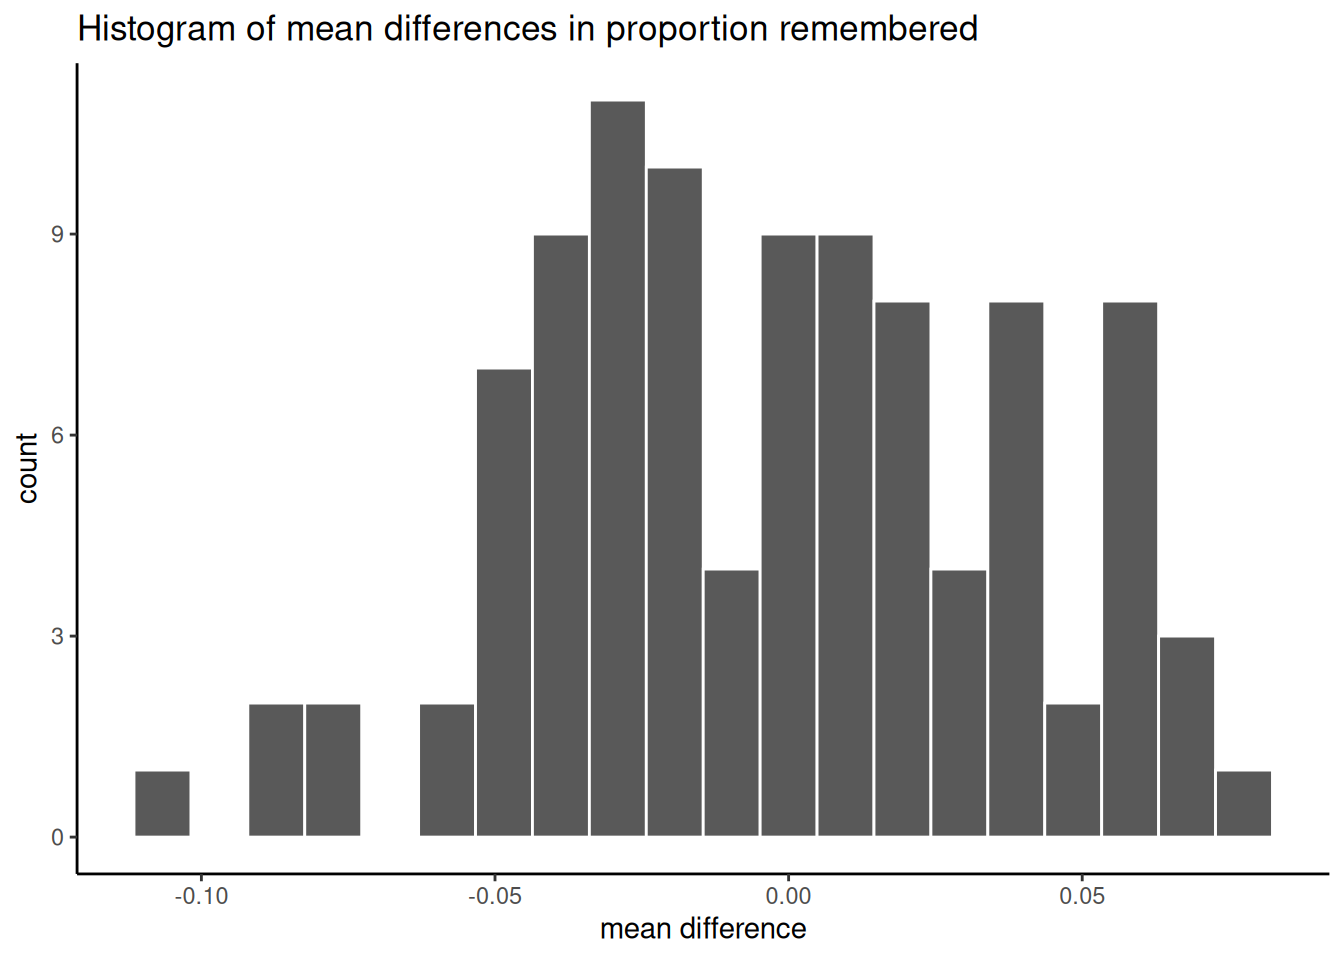 Histogram of mean differences in proportion remembered
9
6
3
0
count
-0.10
-0.05
0.00
0.05
mean difference